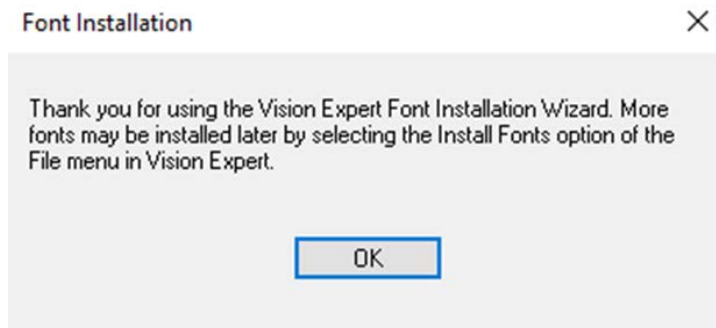 Font Installation
Thank you for using the Vision Expert Font Installation Wizard. More
fonts may be installed later by selecting the Install Fonts option of the
File menu in Vision Expert.
OK